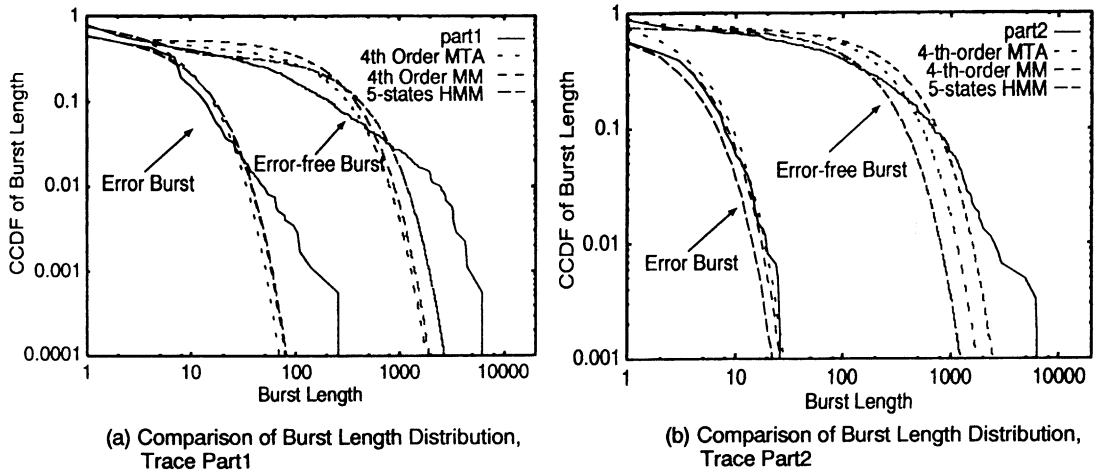 CCDF of Burst Length
1
0.1
0.01
0.001
0.0001
part1
4th Order MTA
4th Order MM
5-states HMM
Error Burst
Error-free Burst
1
10
100
1000
10000
Burst Length
(a) Comparison of Burst Length Distribution,
Trace Part1
CCDF of Burst Length
1
0.1
0.01
0.001
part2
4-th-order MTA
4-th-order MM
5-states HMM
Error-free Burst
Error Burst
1
10
100
1000
10000
Burst Length
(b) Comparison of Burst Length Distribution,
Trace Part2